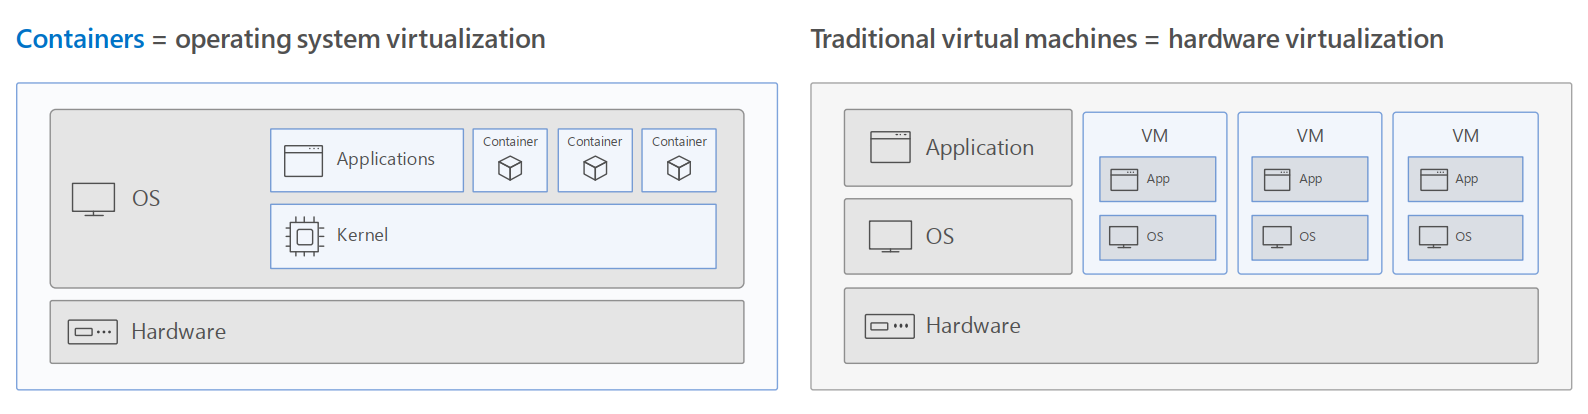 Containers = operating system virtualization
OS
Applications
Container
Container
Container
Kernel
Hardware
Traditional virtual machines = hardware virtualization
Application
OS
VM
App
OS
VM
App
OS
VM
App
OS
Hardware